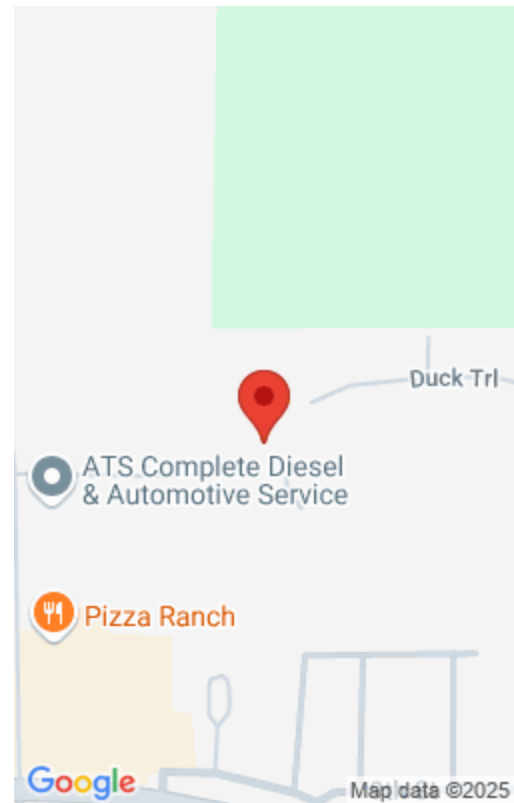 Duck Trl
ATS Complete Diesel
& Automotive Service
Pizza Ranch
Google
Map data ©2025